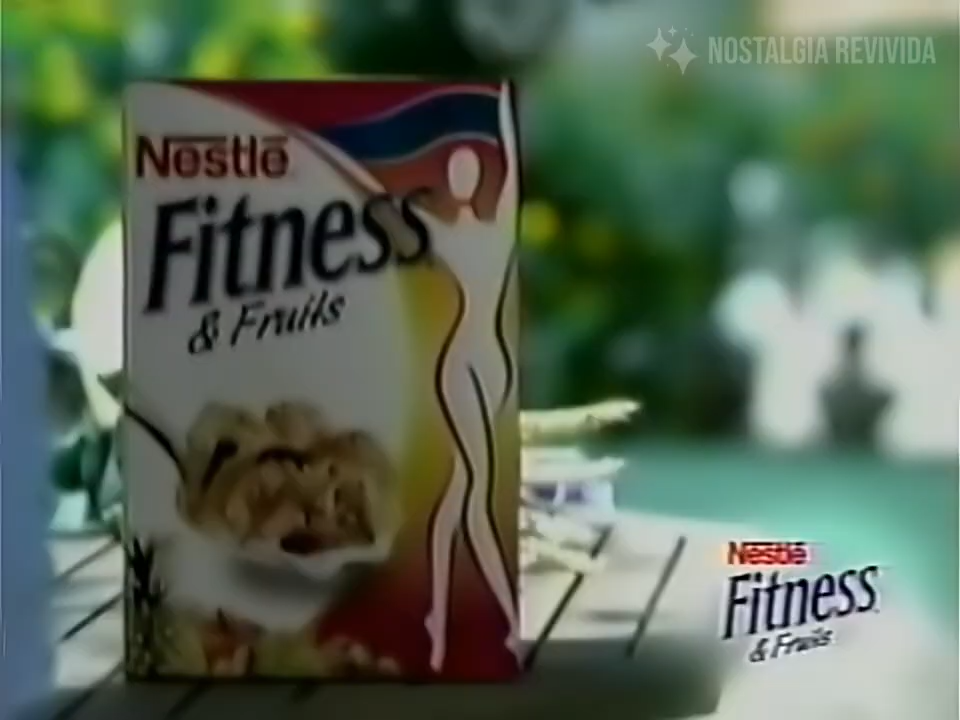 NOSTALGIA REVIVIDA
Nestlé
Fitness
& Fruits
Nestlé
Fitness
& Fruits